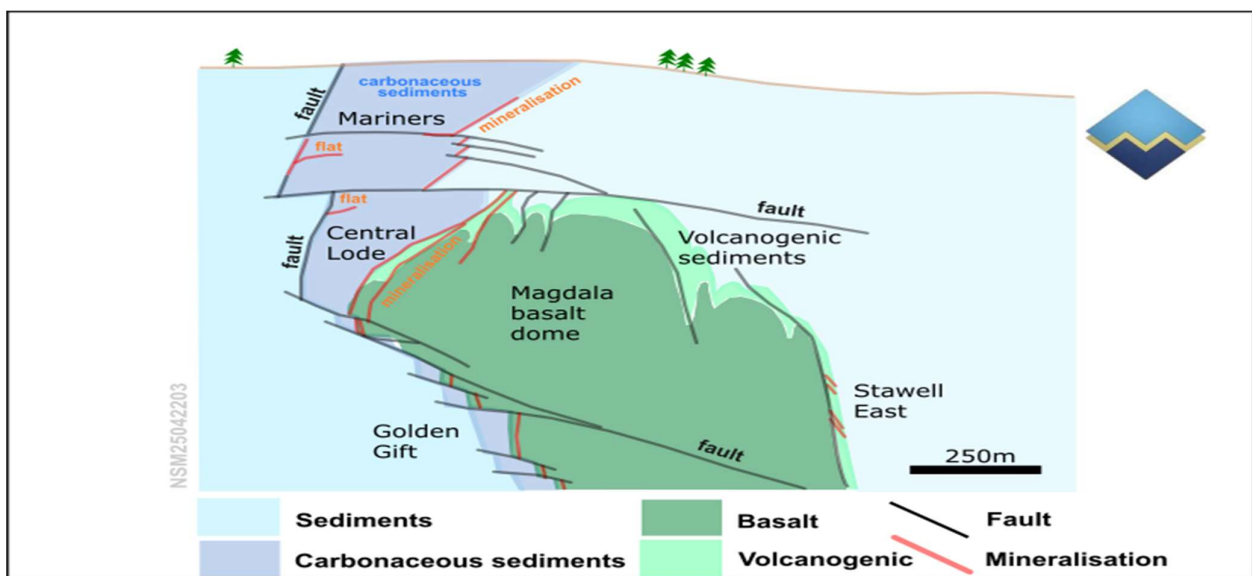 carbonaceous
sediments
fault
Mariners
mineralisation
flat
flat
fault
Central
Lode
fault
Volcanogenic
sediments
mineralisation
Magdala
basalt
dome
Stawell
East
Golden
Gift
fault
250m
NSM25042203
Sediments
Basalt
Fault
Carbonaceous sediments
Volcanogenic
Mineralisation